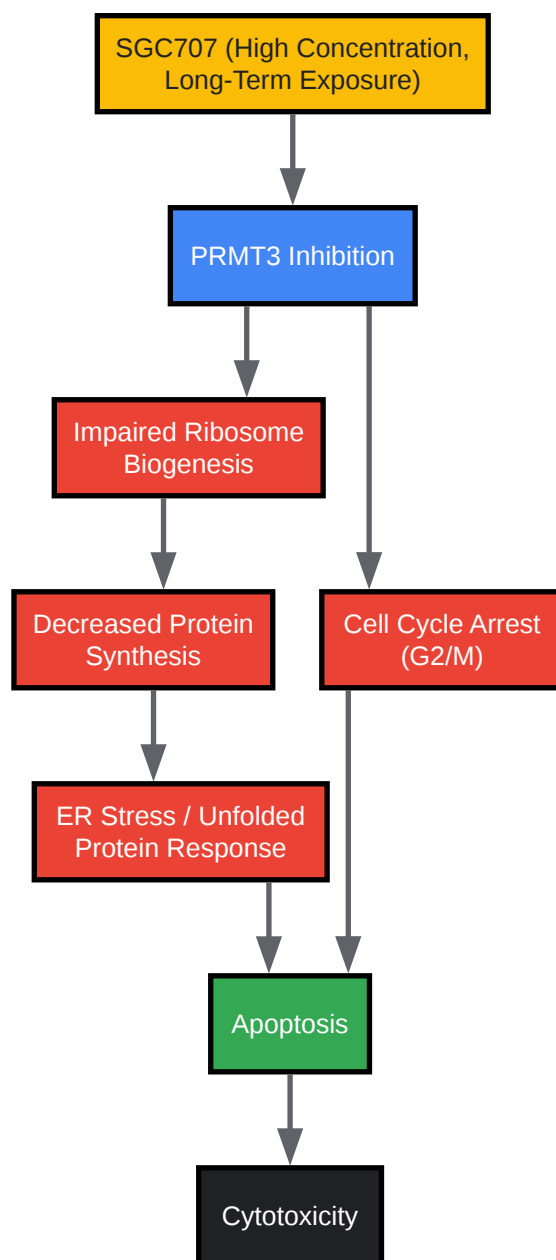 SGC707 (High Concentration,
Long-Term Exposure)
PRMT3 Inhibition
Impaired Ribosome
Biogenesis
Decreased Protein
Synthesis
Cell Cycle Arrest
(G2/M)
ER Stress / Unfolded
Protein Response
Apoptosis
Cytotoxicity